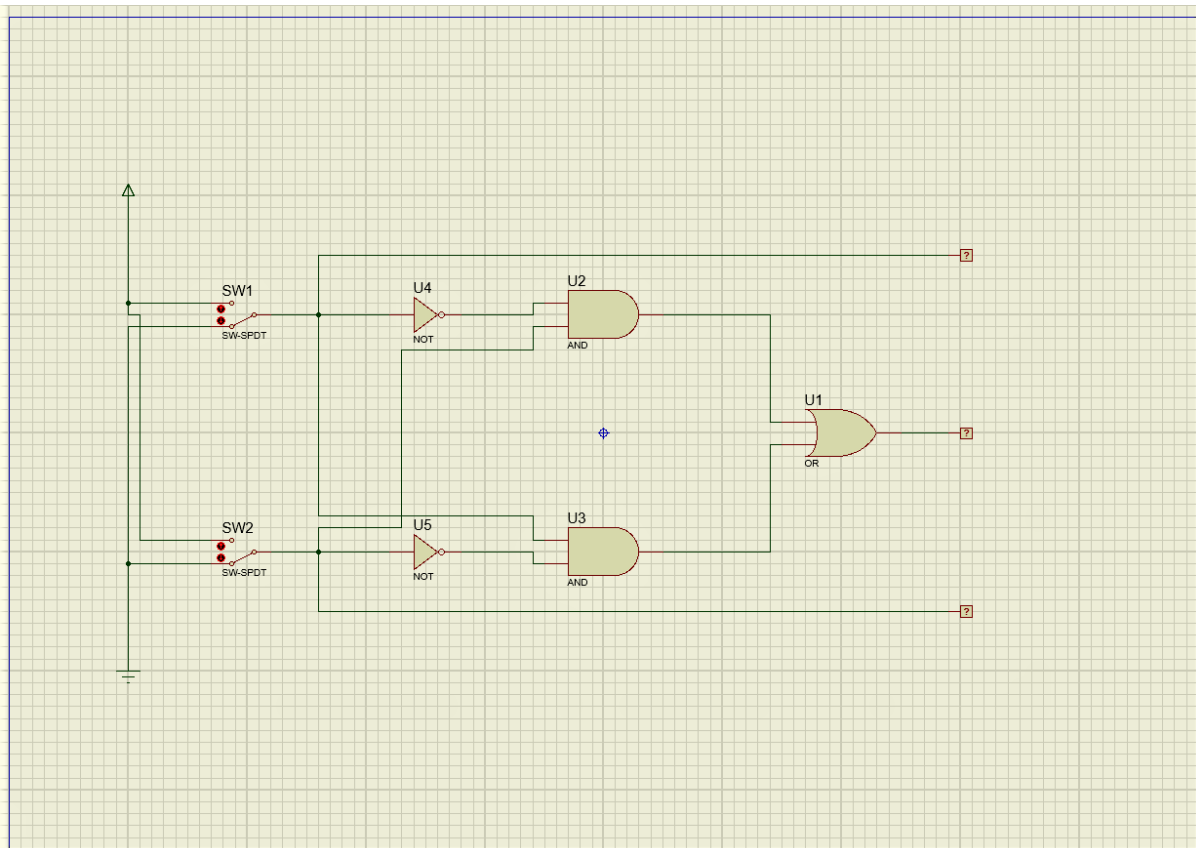 ?
SW1
SW-SPDT
U4
NOT
U2
AND
U1
OR
?
SW2
SW-SPDT
U5
NOT
U3
AND
?